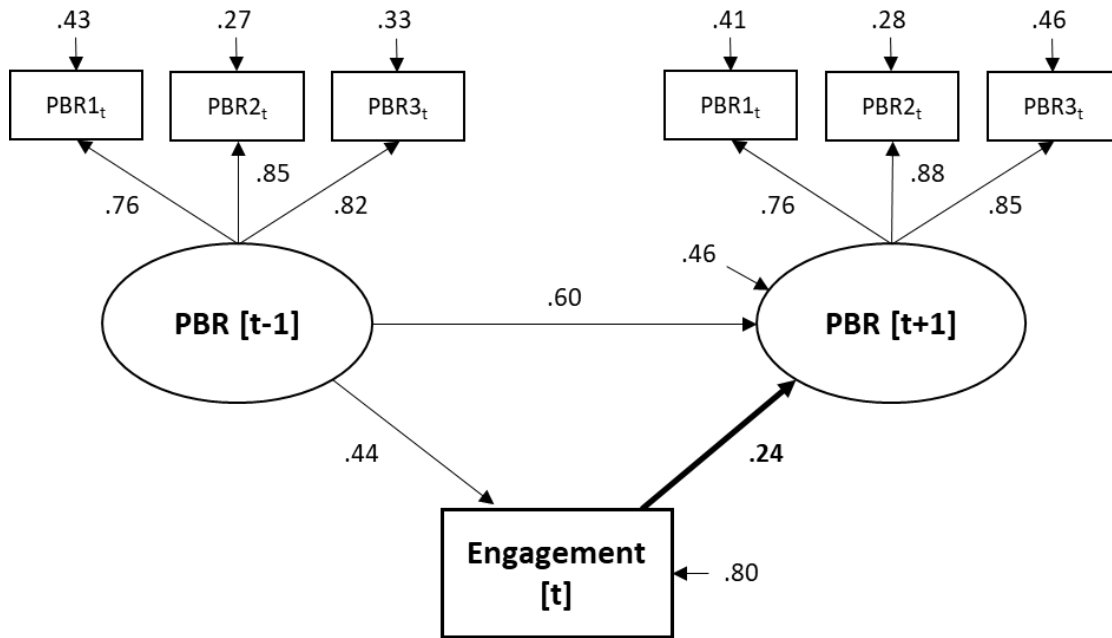 .43 .27 .33 .41 .28 .46
PBR1ₜ PBR2ₜ PBR3ₜ PBR1ₜ PBR2ₜ PBR3ₜ
.85 .88
.76 .82 .76 .85
.46
.60
PBR [t-1] PBR [t+1]
.44 .24
Engagement
[t]
.80